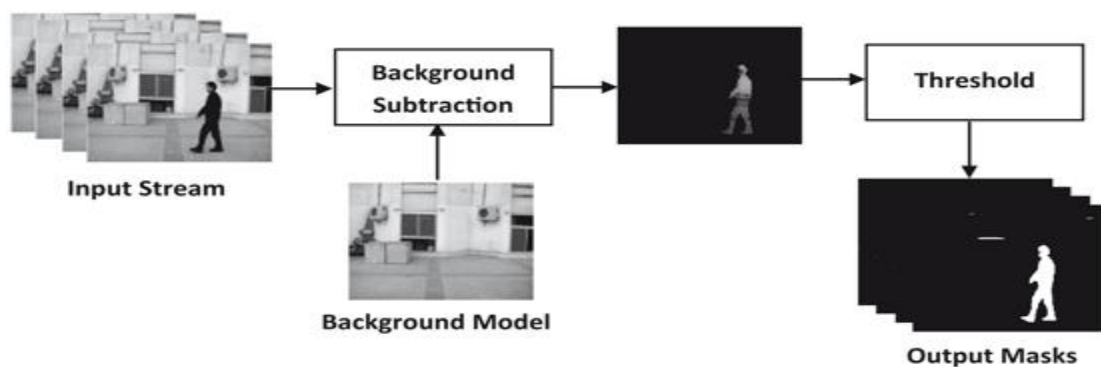 Background
Subtraction
Threshold
Input Stream
Background Model
Output Masks